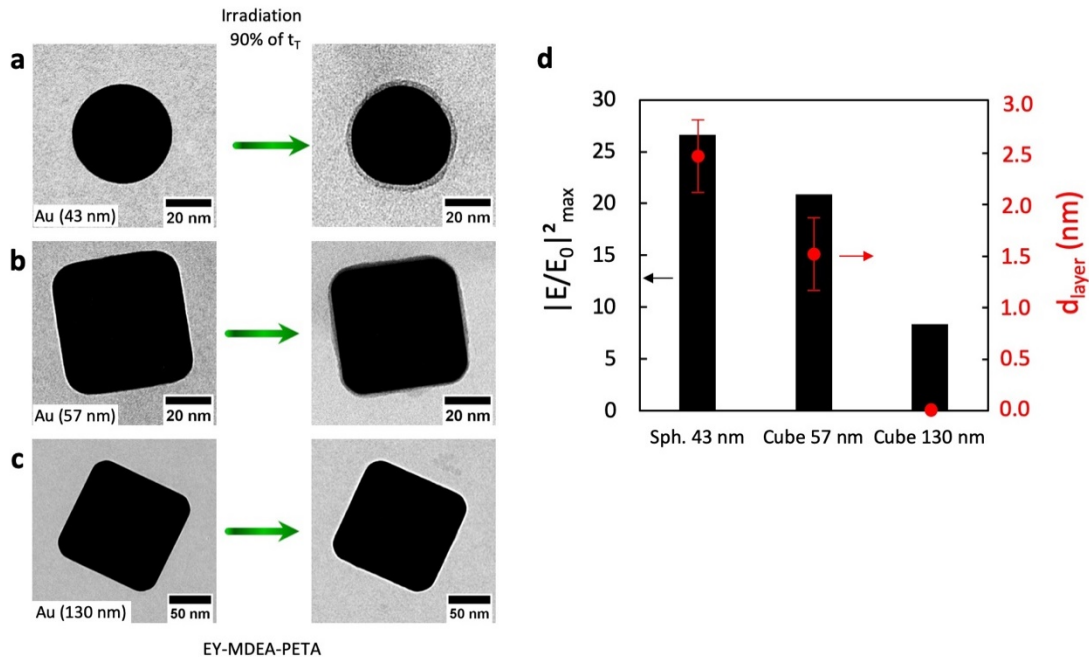 Irradiation
90% of tT
a
Au (43 nm)
20 nm
20 nm
b
Au (57 nm)
20 nm
20 nm
c
Au (130 nm)
50 nm
50 nm
EY-MDEA-PETA
d
|E/E0|²max
30
25
20
15
10
5
0
3.0
2.5
2.0
1.5
1.0
0.5
0.0
dlayer (nm)
Sph. 43 nm Cube 57 nm Cube 130 nm